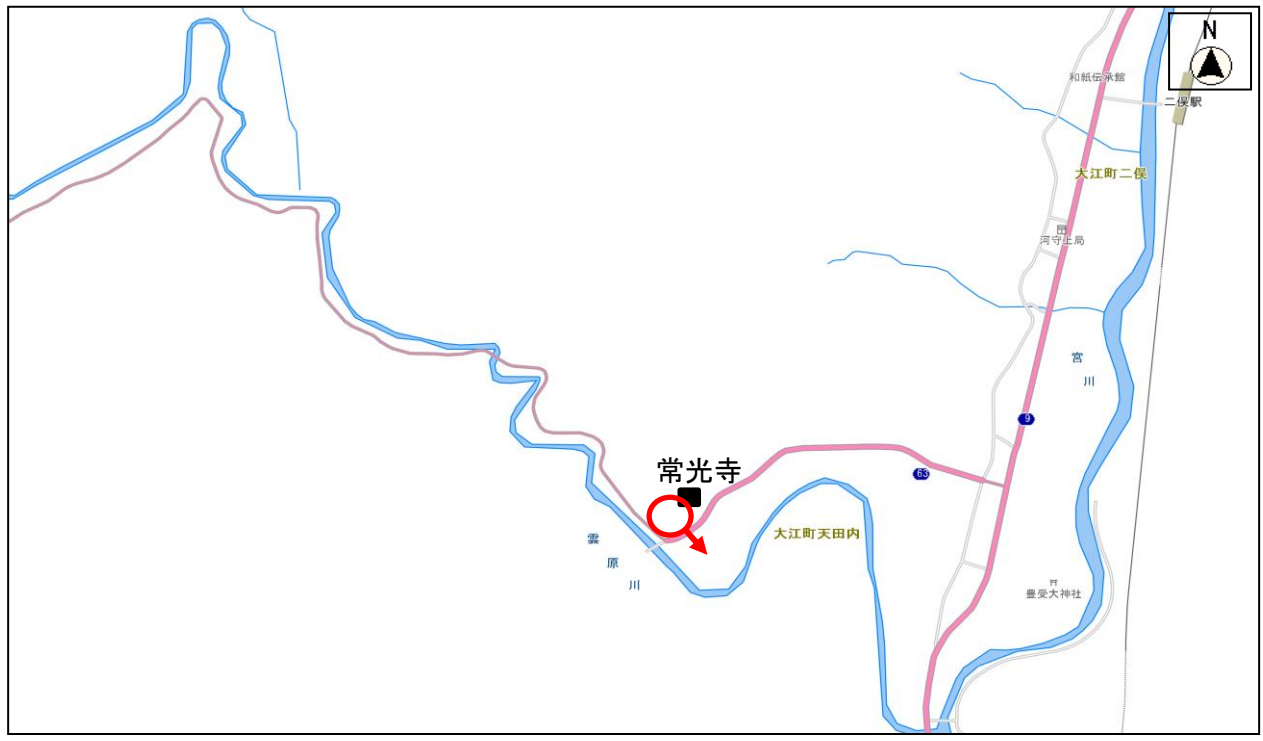 N
和紙伝承館
二俣駅
大江町二俣
河守上局
宮
川
9
常光寺
63
大江町天田内
雲
原
川
豊受大神社